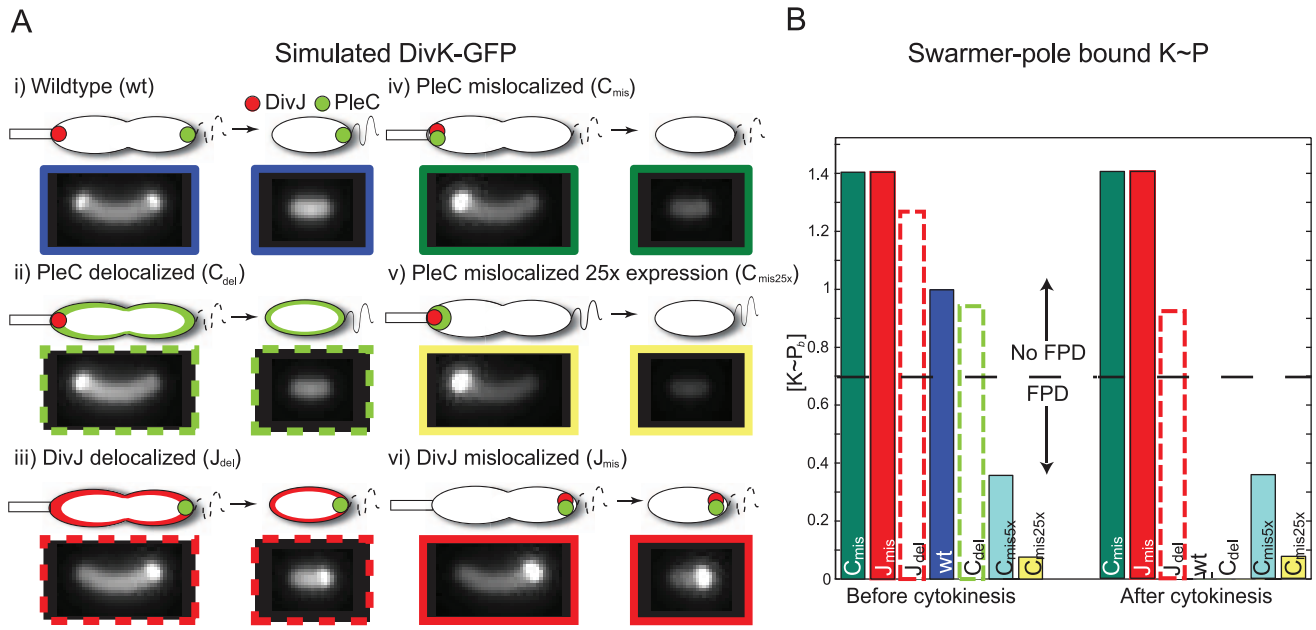 A
Simulated DivK-GFP
i) Wildtype (wt)
DivJ PleC
iv) PleC mislocalized (Cmis)
ii) PleC delocalized (Cdel)
v) PleC mislocalized 25x expression (Cmis25x)
iii) DivJ delocalized (Jdel)
vi) DivJ mislocalized (Jmis)
B
Swarmer-pole bound K~P
[K~Pb]
1.4
1.2
1
0.8
0.6
0.4
0.2
0
No FPD
FPD
Cmis
Jmis
Jdel
wt
Cdel
Cmis5x
Cmis25x
Cmis
Jmis
Jdel
wt
Cdel
Cmis5x
Cmis25x
Before cytokinesis
After cytokinesis